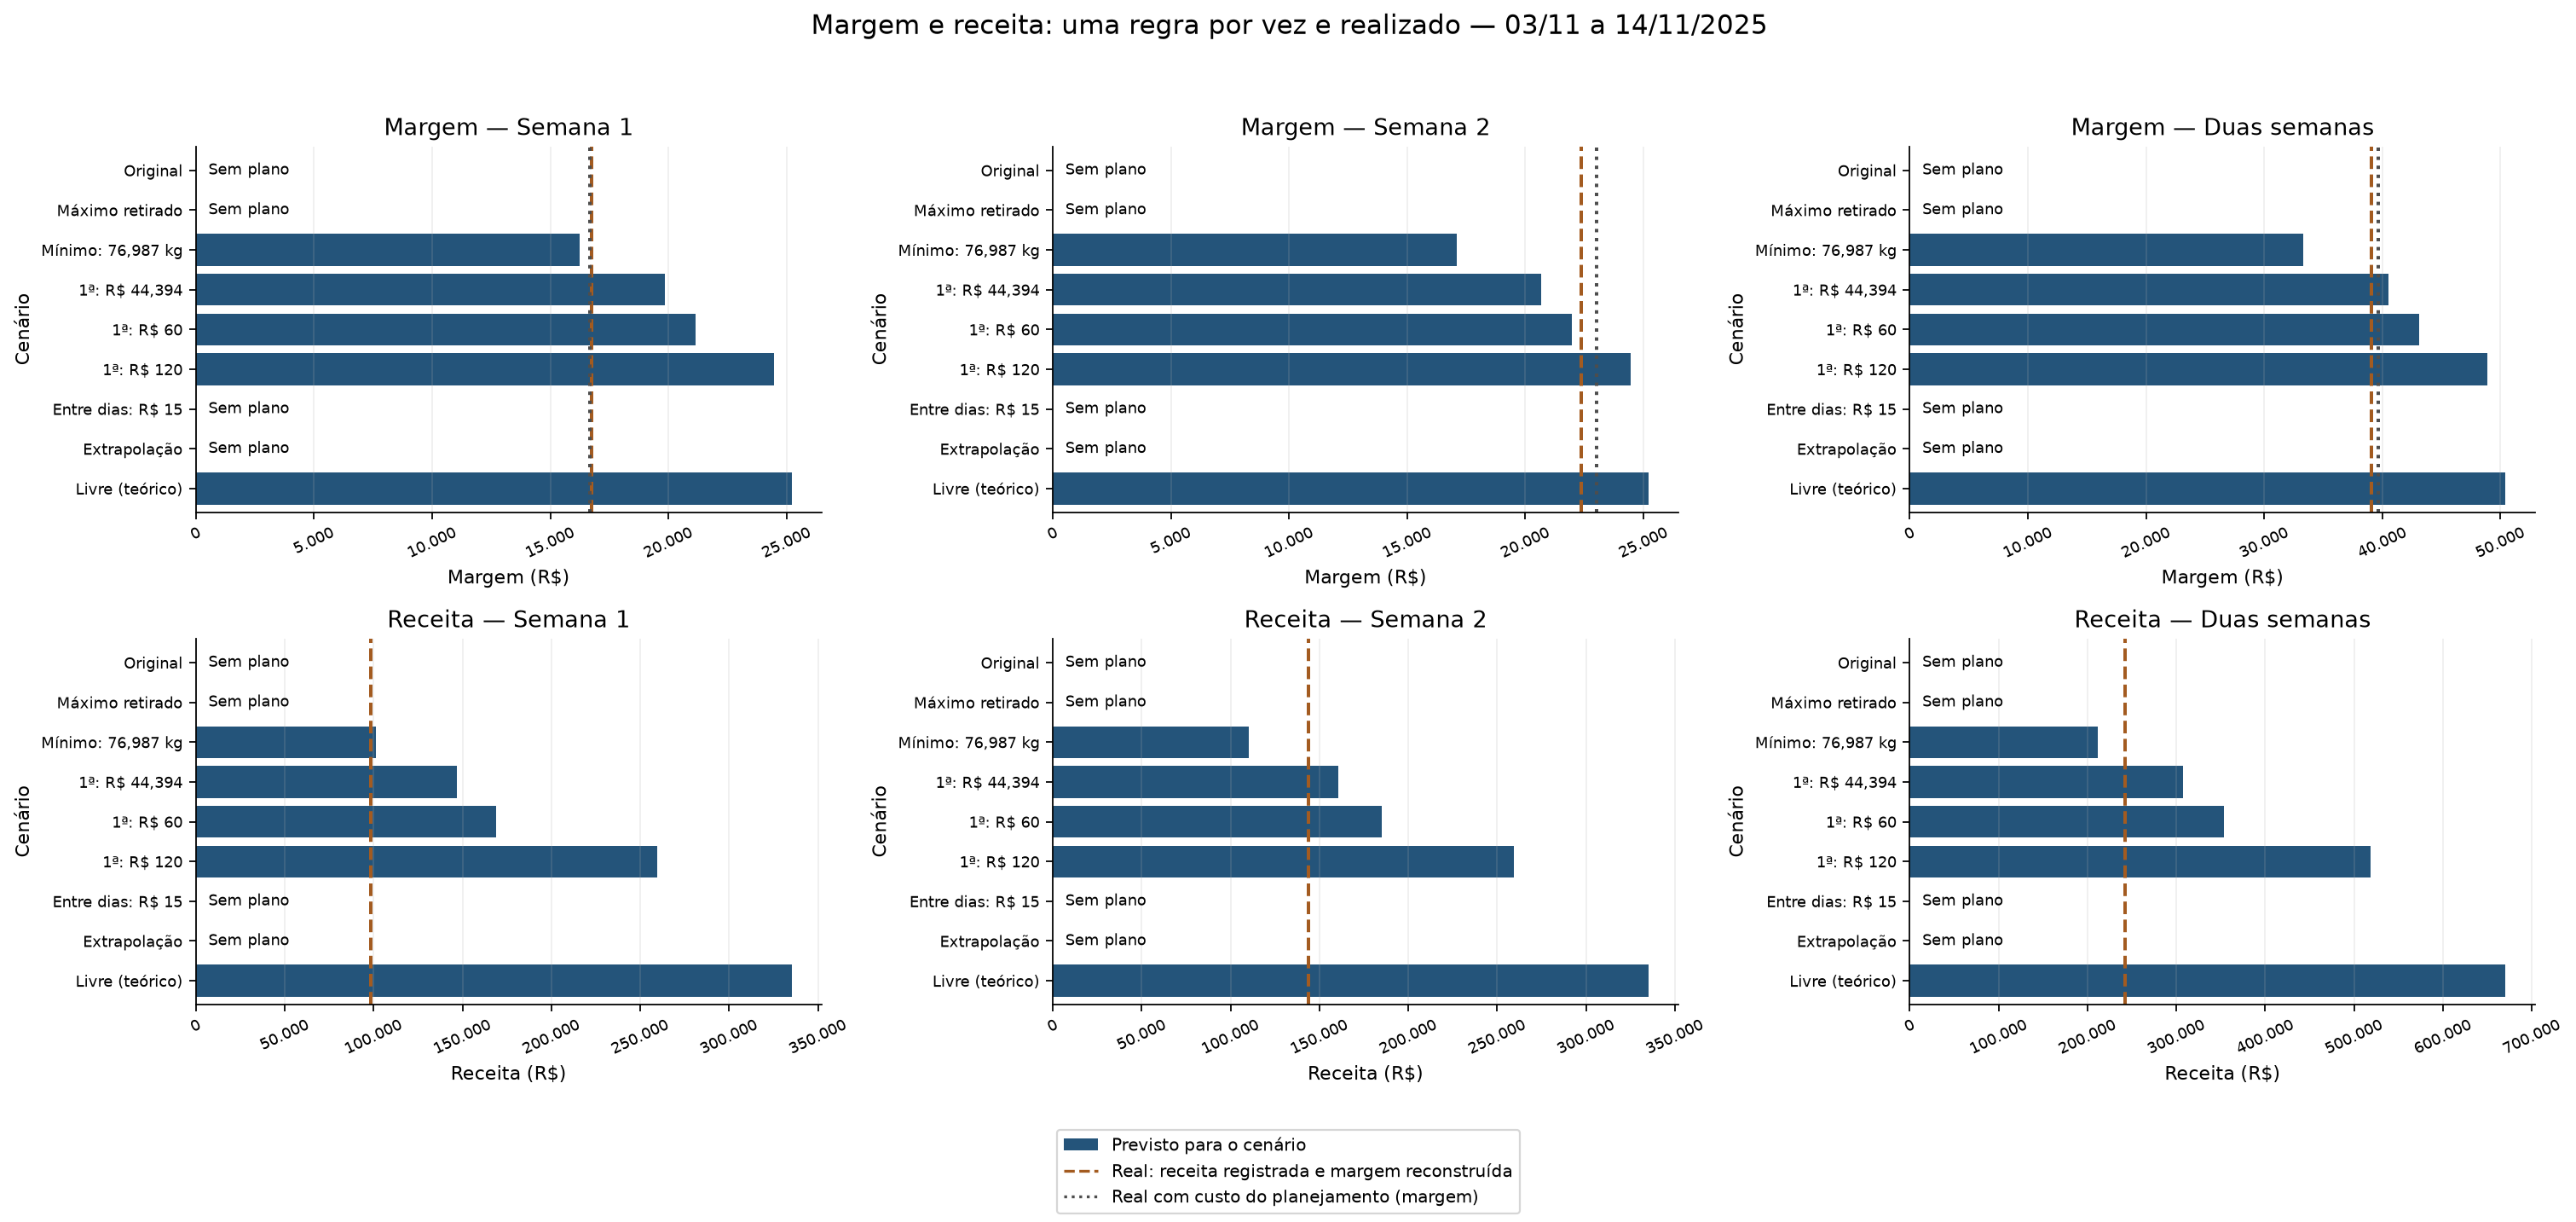 Margem e receita: uma regra por vez e realizado — 03/11 a 14/11/2025
Margem — Semana 1
Cenário
Original
Sem plano
Máximo retirado
Sem plano
Mínimo: 76,987 kg
1ª: R$ 44,394
1ª: R$ 60
1ª: R$ 120
Entre dias: R$ 15
Sem plano
Extrapolação
Sem plano
Livre (teórico)
0
5.000
10.000
15.000
20.000
25.000
Margem (R$)
Margem — Semana 2
Cenário
Original
Sem plano
Máximo retirado
Sem plano
Mínimo: 76,987 kg
1ª: R$ 44,394
1ª: R$ 60
1ª: R$ 120
Entre dias: R$ 15
Sem plano
Extrapolação
Sem plano
Livre (teórico)
0
5.000
10.000
15.000
20.000
25.000
Margem (R$)
Margem — Duas semanas
Cenário
Original
Sem plano
Máximo retirado
Sem plano
Mínimo: 76,987 kg
1ª: R$ 44,394
1ª: R$ 60
1ª: R$ 120
Entre dias: R$ 15
Sem plano
Extrapolação
Sem plano
Livre (teórico)
0
10.000
20.000
30.000
40.000
50.000
Margem (R$)
Receita — Semana 1
Cenário
Original
Sem plano
Máximo retirado
Sem plano
Mínimo: 76,987 kg
1ª: R$ 44,394
1ª: R$ 60
1ª: R$ 120
Entre dias: R$ 15
Sem plano
Extrapolação
Sem plano
Livre (teórico)
0
50.000
100.000
150.000
200.000
250.000
300.000
350.000
Receita (R$)
Receita — Semana 2
Cenário
Original
Sem plano
Máximo retirado
Sem plano
Mínimo: 76,987 kg
1ª: R$ 44,394
1ª: R$ 60
1ª: R$ 120
Entre dias: R$ 15
Sem plano
Extrapolação
Sem plano
Livre (teórico)
0
50.000
100.000
150.000
200.000
250.000
300.000
350.000
Receita (R$)
Receita — Duas semanas
Cenário
Original
Sem plano
Máximo retirado
Sem plano
Mínimo: 76,987 kg
1ª: R$ 44,394
1ª: R$ 60
1ª: R$ 120
Entre dias: R$ 15
Sem plano
Extrapolação
Sem plano
Livre (teórico)
0
100.000
200.000
300.000
400.000
500.000
600.000
700.000
Receita (R$)
Previsto para o cenário
Real: receita registrada e margem reconstruída
Real com custo do planejamento (margem)